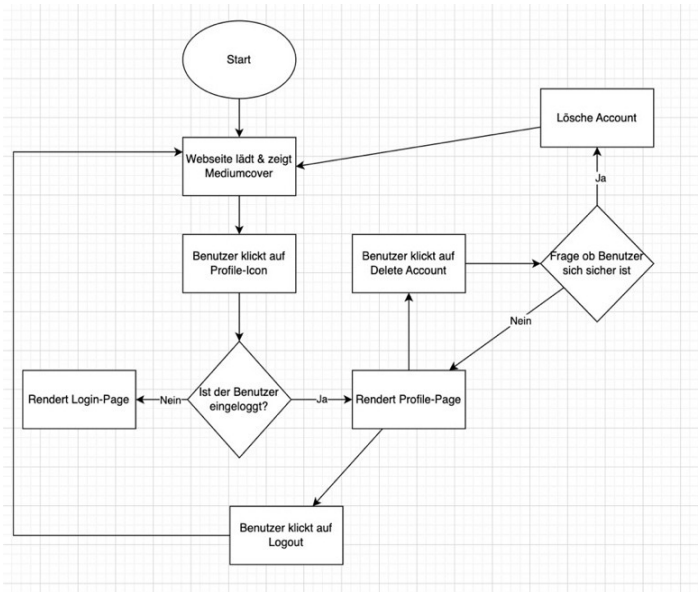 Start
Webseite lädt & zeigt
Mediumcover
Lösche Account
Ja
Benutzer klickt auf
Profile-Icon
Benutzer klickt auf
Delete Account
Frage ob Benutzer
sich sicher ist
Nein
Rendert Login-Page
Nein
Ist der Benutzer
eingeloggt?
Ja
Rendert Profile-Page
Benutzer klickt auf
Logout